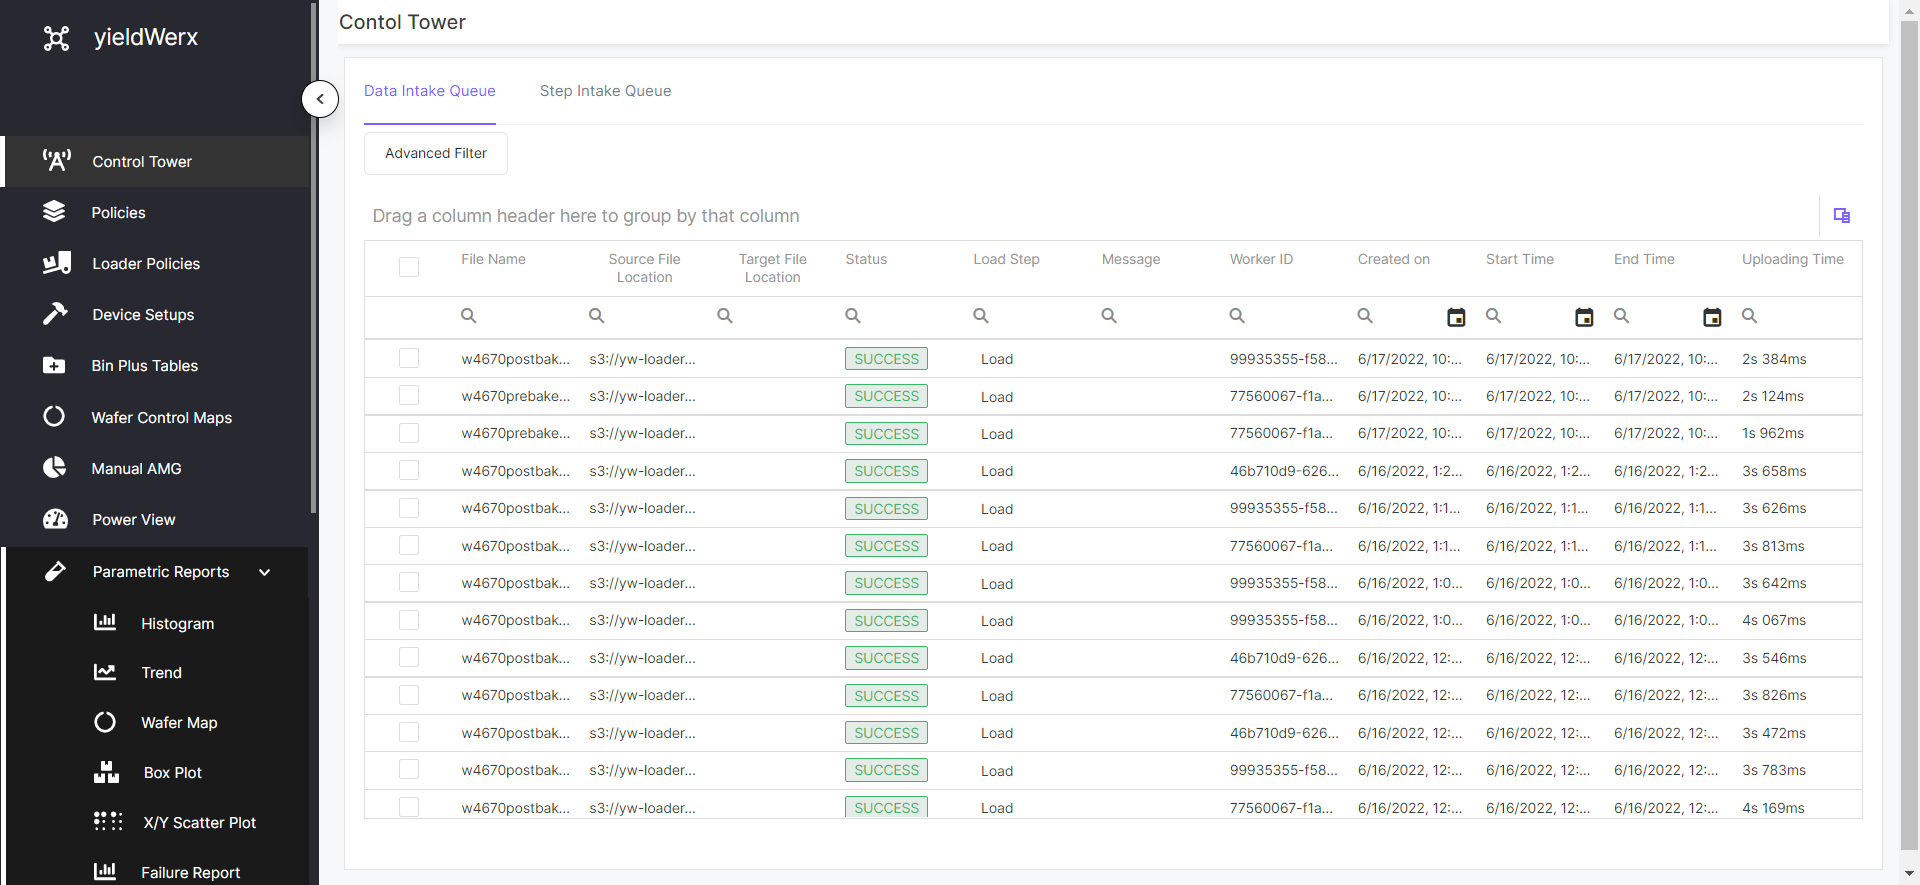 yieldWerx
Control Tower
Policies
Loader Policies
Device Setups
Bin Plus Tables
Wafer Control Maps
Manual AMG
Power View
Parametric Reports
Histogram
Trend
Wafer Map
Box Plot
X/Y Scatter Plot
Failure Report
Contol Tower
Data Intake Queue Step Intake Queue
Advanced Filter
Drag a column header here to group by that column
File Name Source File Location Target File Location Status Load Step Message Worker ID Created on Start Time End Time Uploading Time
w4670postbak... s3://yw-loader... SUCCESS Load 99935355-f58... 6/17/2022, 10:... 6/17/2022, 10:... 6/17/2022, 10:... 2s 384ms
w4670prebake... s3://yw-loader... SUCCESS Load 77560067-f1a... 6/17/2022, 10:... 6/17/2022, 10:... 6/17/2022, 10:... 2s 124ms
w4670prebake... s3://yw-loader... SUCCESS Load 77560067-f1a... 6/17/2022, 10:... 6/17/2022, 10:... 6/17/2022, 10:... 1s 962ms
w4670postbak... s3://yw-loader... SUCCESS Load 46b710d9-626... 6/16/2022, 1:2... 6/16/2022, 1:2... 6/16/2022, 1:2... 3s 658ms
w4670postbak... s3://yw-loader... SUCCESS Load 99935355-f58... 6/16/2022, 1:1... 6/16/2022, 1:1... 6/16/2022, 1:1... 3s 626ms
w4670postbak... s3://yw-loader... SUCCESS Load 77560067-f1a... 6/16/2022, 1:1... 6/16/2022, 1:1... 6/16/2022, 1:1... 3s 813ms
w4670postbak... s3://yw-loader... SUCCESS Load 99935355-f58... 6/16/2022, 1:0... 6/16/2022, 1:0... 6/16/2022, 1:0... 3s 642ms
w4670postbak... s3://yw-loader... SUCCESS Load 99935355-f58... 6/16/2022, 1:0... 6/16/2022, 1:0... 6/16/2022, 1:0... 4s 067ms
w4670postbak... s3://yw-loader... SUCCESS Load 46b710d9-626... 6/16/2022, 12:... 6/16/2022, 12:... 6/16/2022, 12:... 3s 546ms
w4670postbak... s3://yw-loader... SUCCESS Load 77560067-f1a... 6/16/2022, 12:... 6/16/2022, 12:... 6/16/2022, 12:... 3s 826ms
w4670postbak... s3://yw-loader... SUCCESS Load 46b710d9-626... 6/16/2022, 12:... 6/16/2022, 12:... 6/16/2022, 12:... 3s 472ms
w4670postbak... s3://yw-loader... SUCCESS Load 99935355-f58... 6/16/2022, 12:... 6/16/2022, 12:... 6/16/2022, 12:... 3s 783ms
w4670postbak... s3://yw-loader... SUCCESS Load 77560067-f1a... 6/16/2022, 12:... 6/16/2022, 12:... 6/16/2022, 12:... 4s 169ms